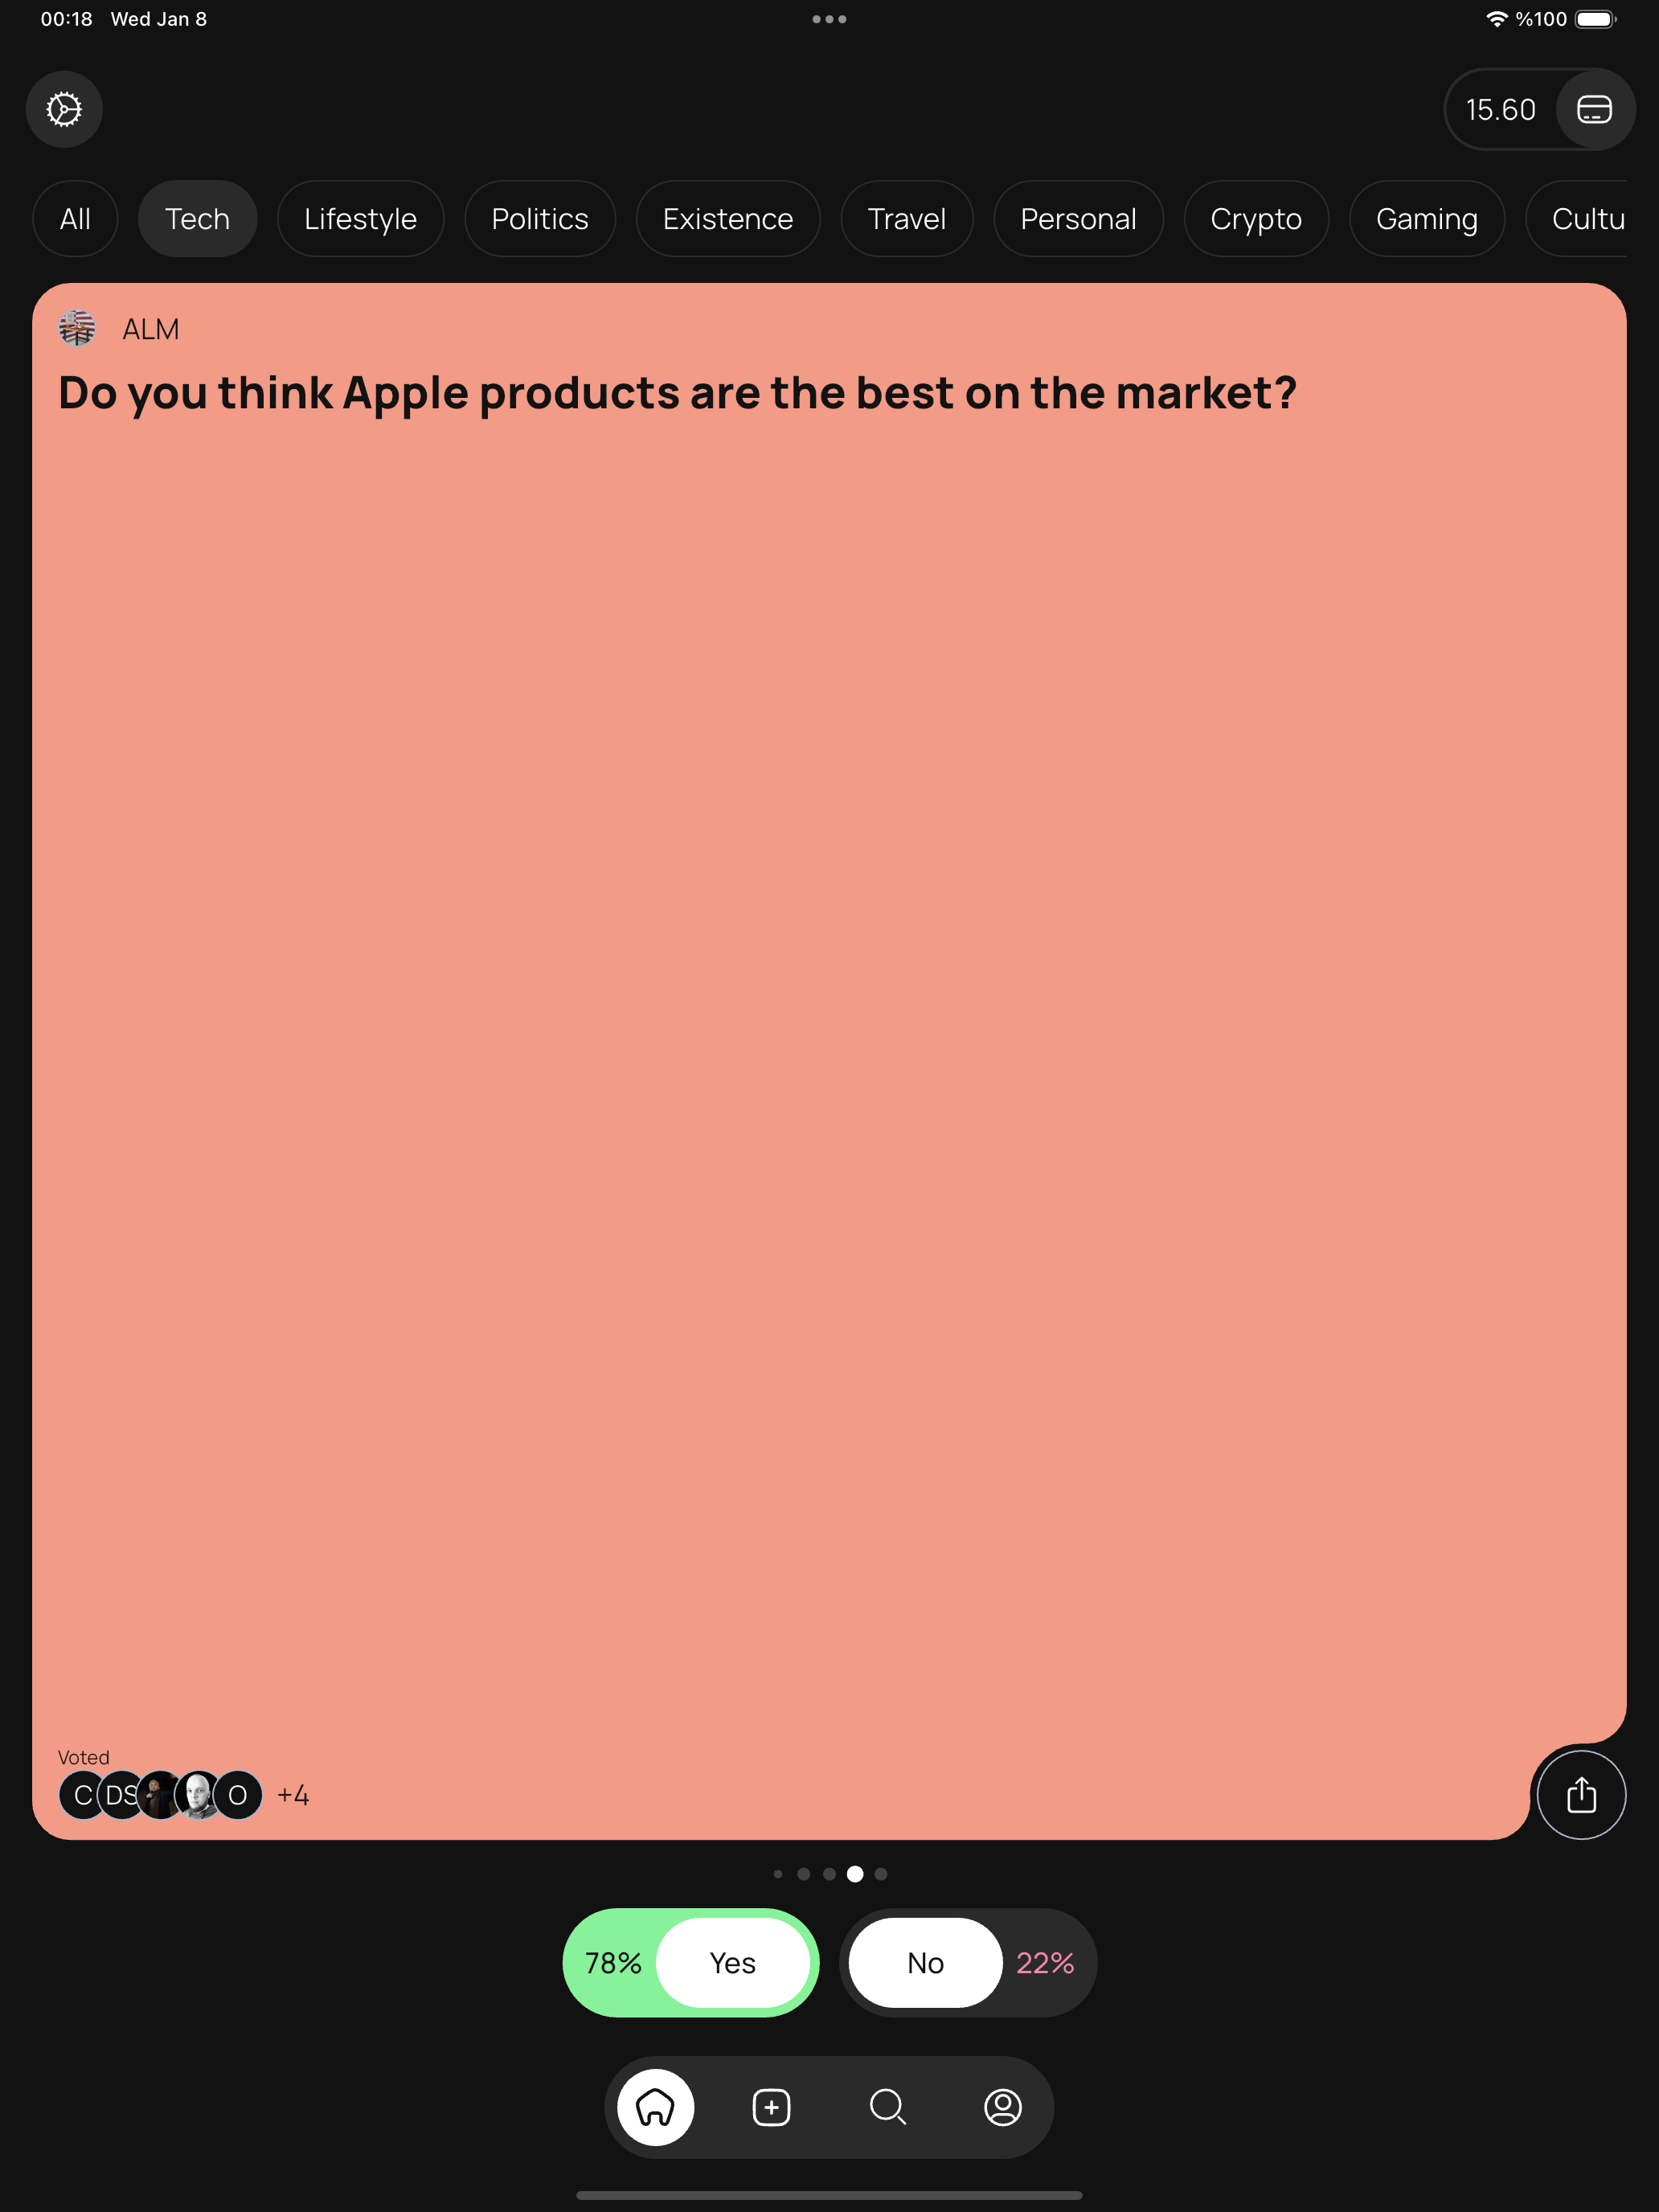 00:18 Wed Jan 8
%100
15.60
All Tech Lifestyle Politics Existence Travel Personal Crypto Gaming Cultu
ALM
Do you think Apple products are the best on the market?
Voted
C DS O +4
78% Yes No 22%